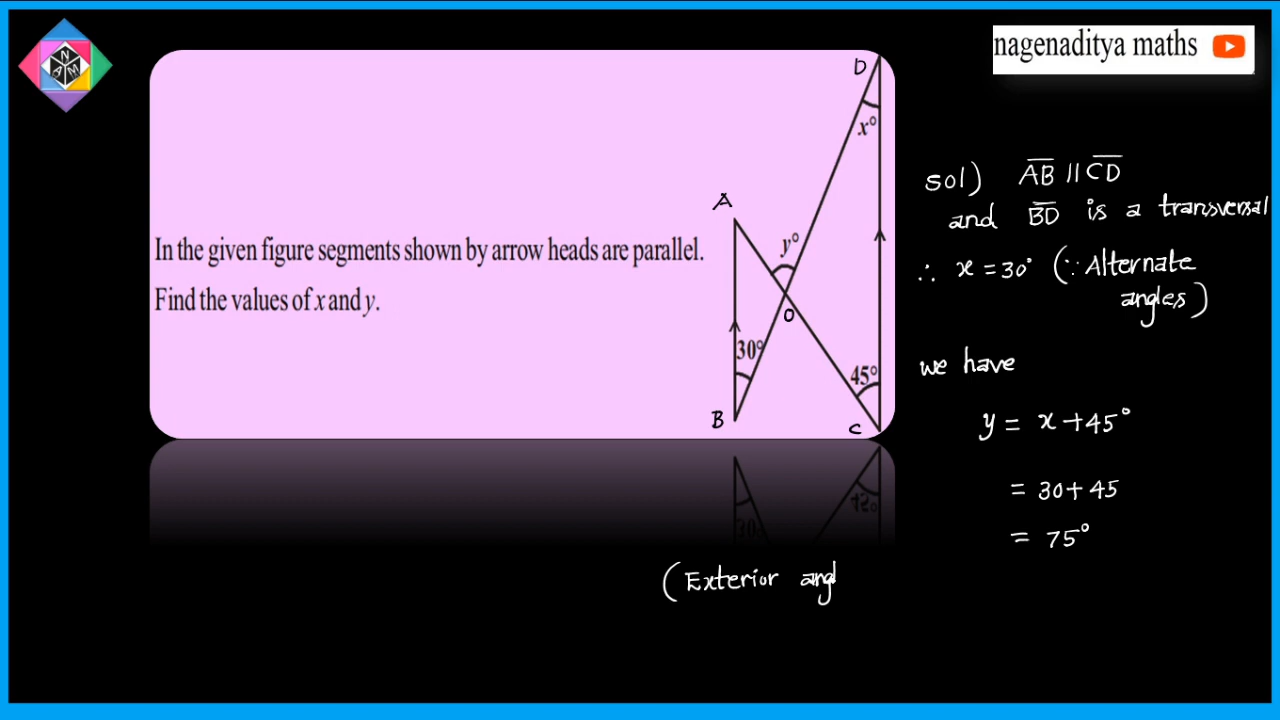 N
A M
nagenaditya maths
In the given figure segments shown by arrow heads are parallel.
Find the values of x and y.
D
x°
A
y°
O
30°
45°
B
C
sol) AB || CD
and BD is a transversal
∴ x = 30° (∵ Alternate
angles)
we have
y = x + 45°
= 30 + 45
= 75°
(Exterior angl